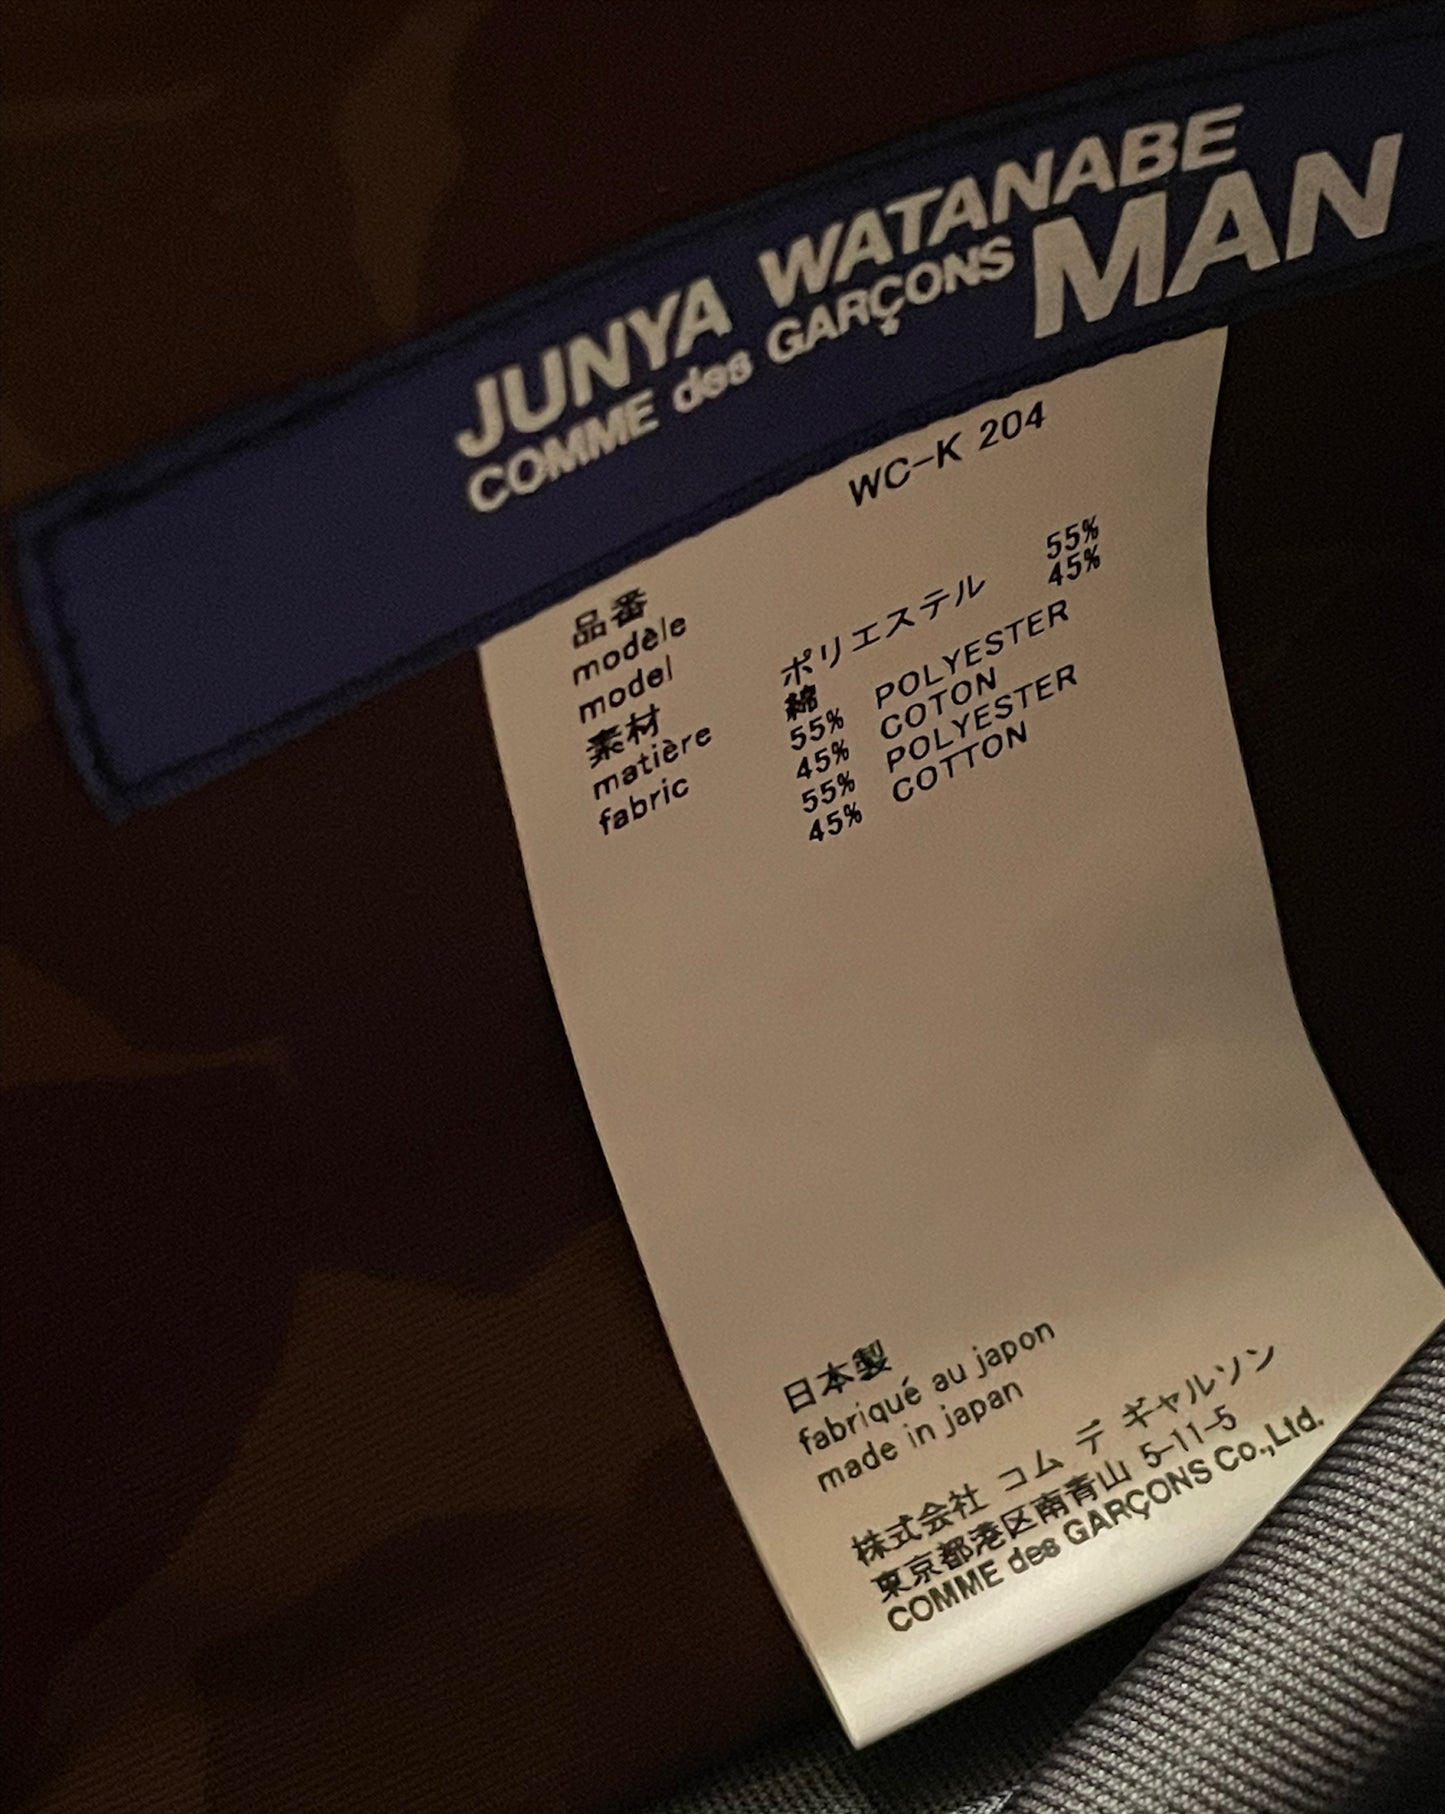 JUNYA WATANABE
COMME des GARÇONS MAN
WC-K 204
品番
modèle
model
素材
matière
fabric
ポリエステル 55%
綿 45%
55% POLYESTER
45% COTON
55% POLYESTER
45% COTTON
日本製
fabriqué au japon
made in japan
株式会社 コム デ ギャルソン
東京都港区南青山 5-11-5
COMME des GARÇONS Co.,Ltd.